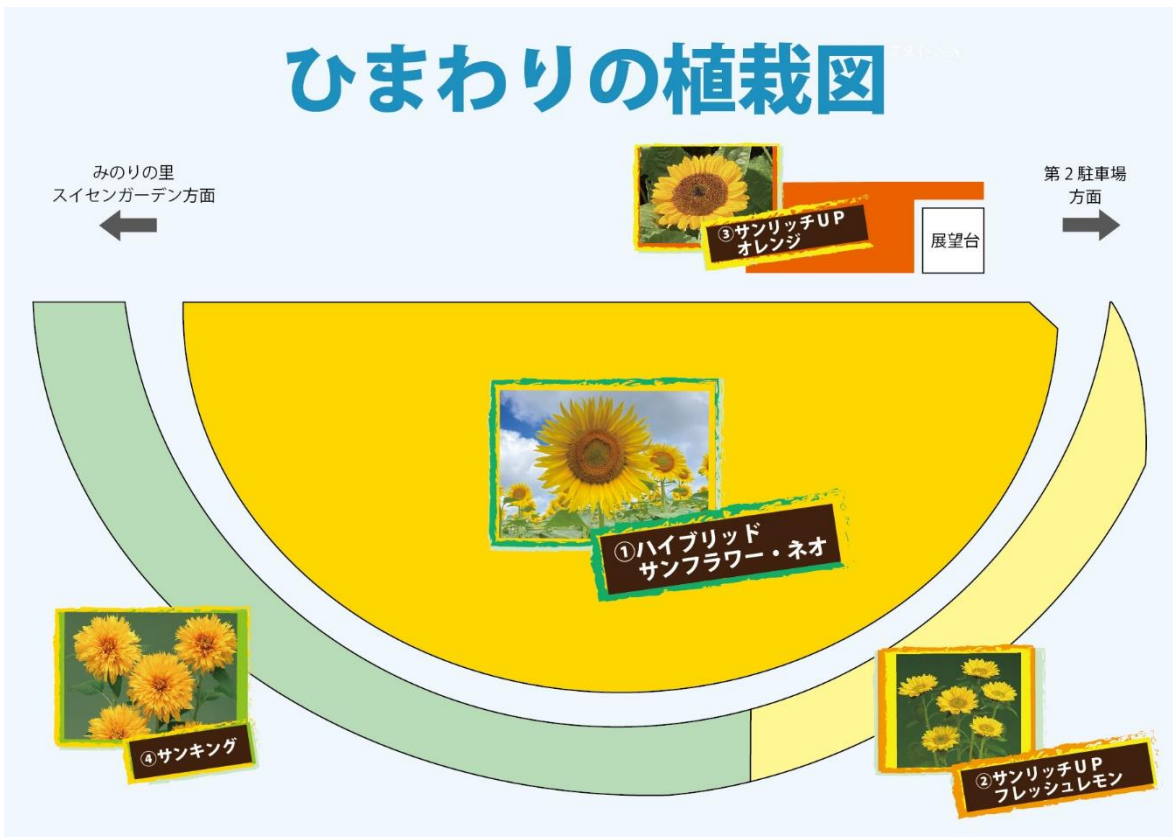 ひまわりの植栽図
みのりの里
スイセンガーデン方面
第2駐車場
方面
③サンリッチUP
オレンジ
展望台
①ハイブリッド
サンフラワー・ネオ
④サンキング
②サンリッチUP
フレッシュレモン